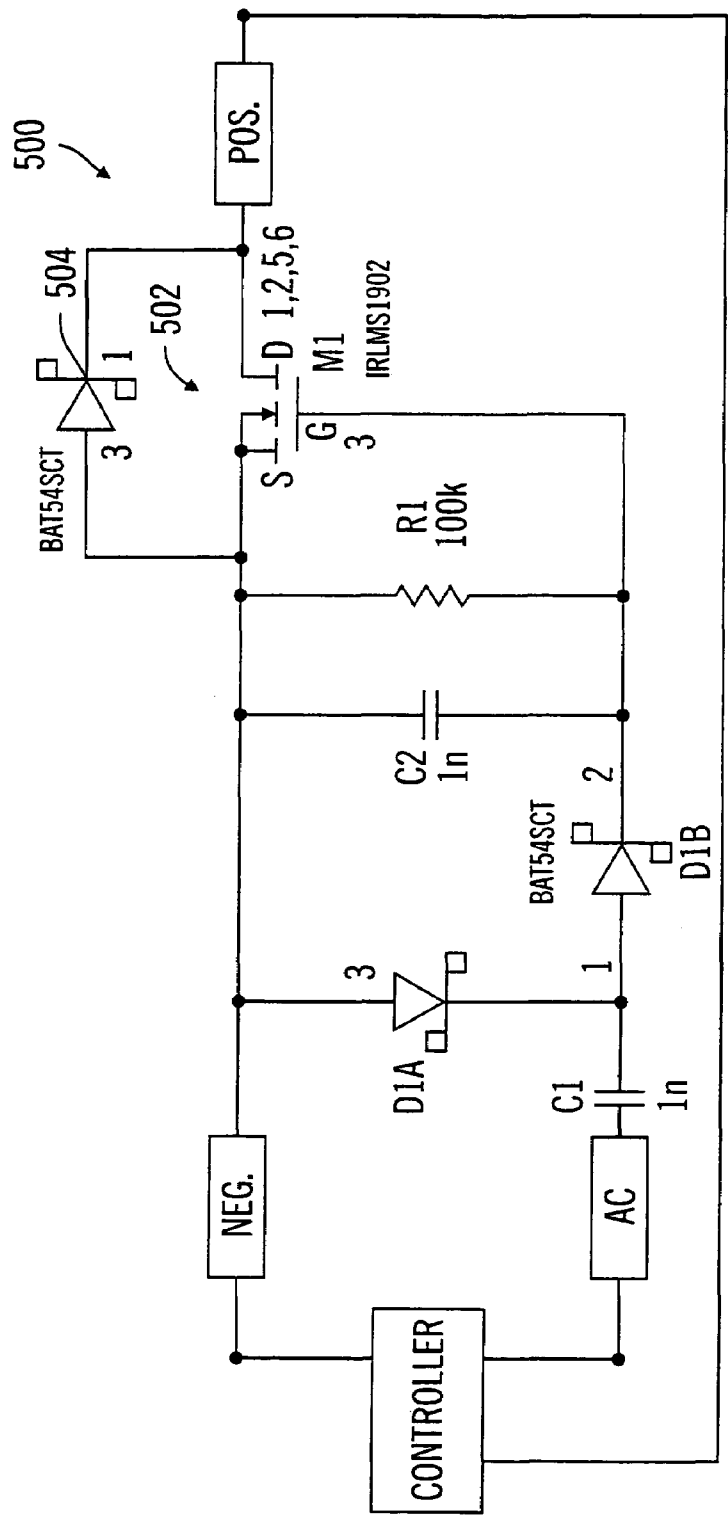 500
504
BAT54SCT
3
1
502
POS.
S
D
1,2,5,6
G
3
M1
IRLMS1902
R1
100k
C2
1n
NEG.
3
D1A
BAT54SCT
1
2
D1B
C1
1n
AC
CONTROLLER